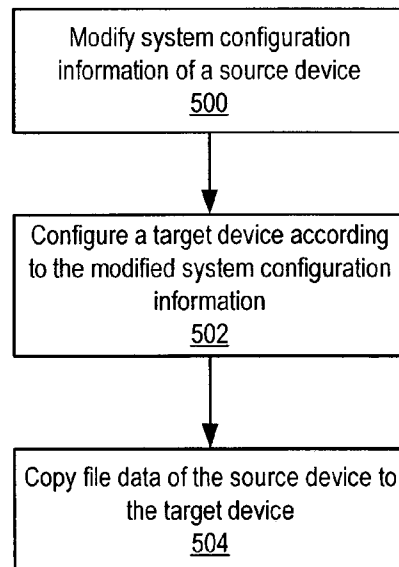 Modify system configuration
information of a source device
500
Configure a target device according
to the modified system configuration
information
502
Copy file data of the source device to
the target device
504